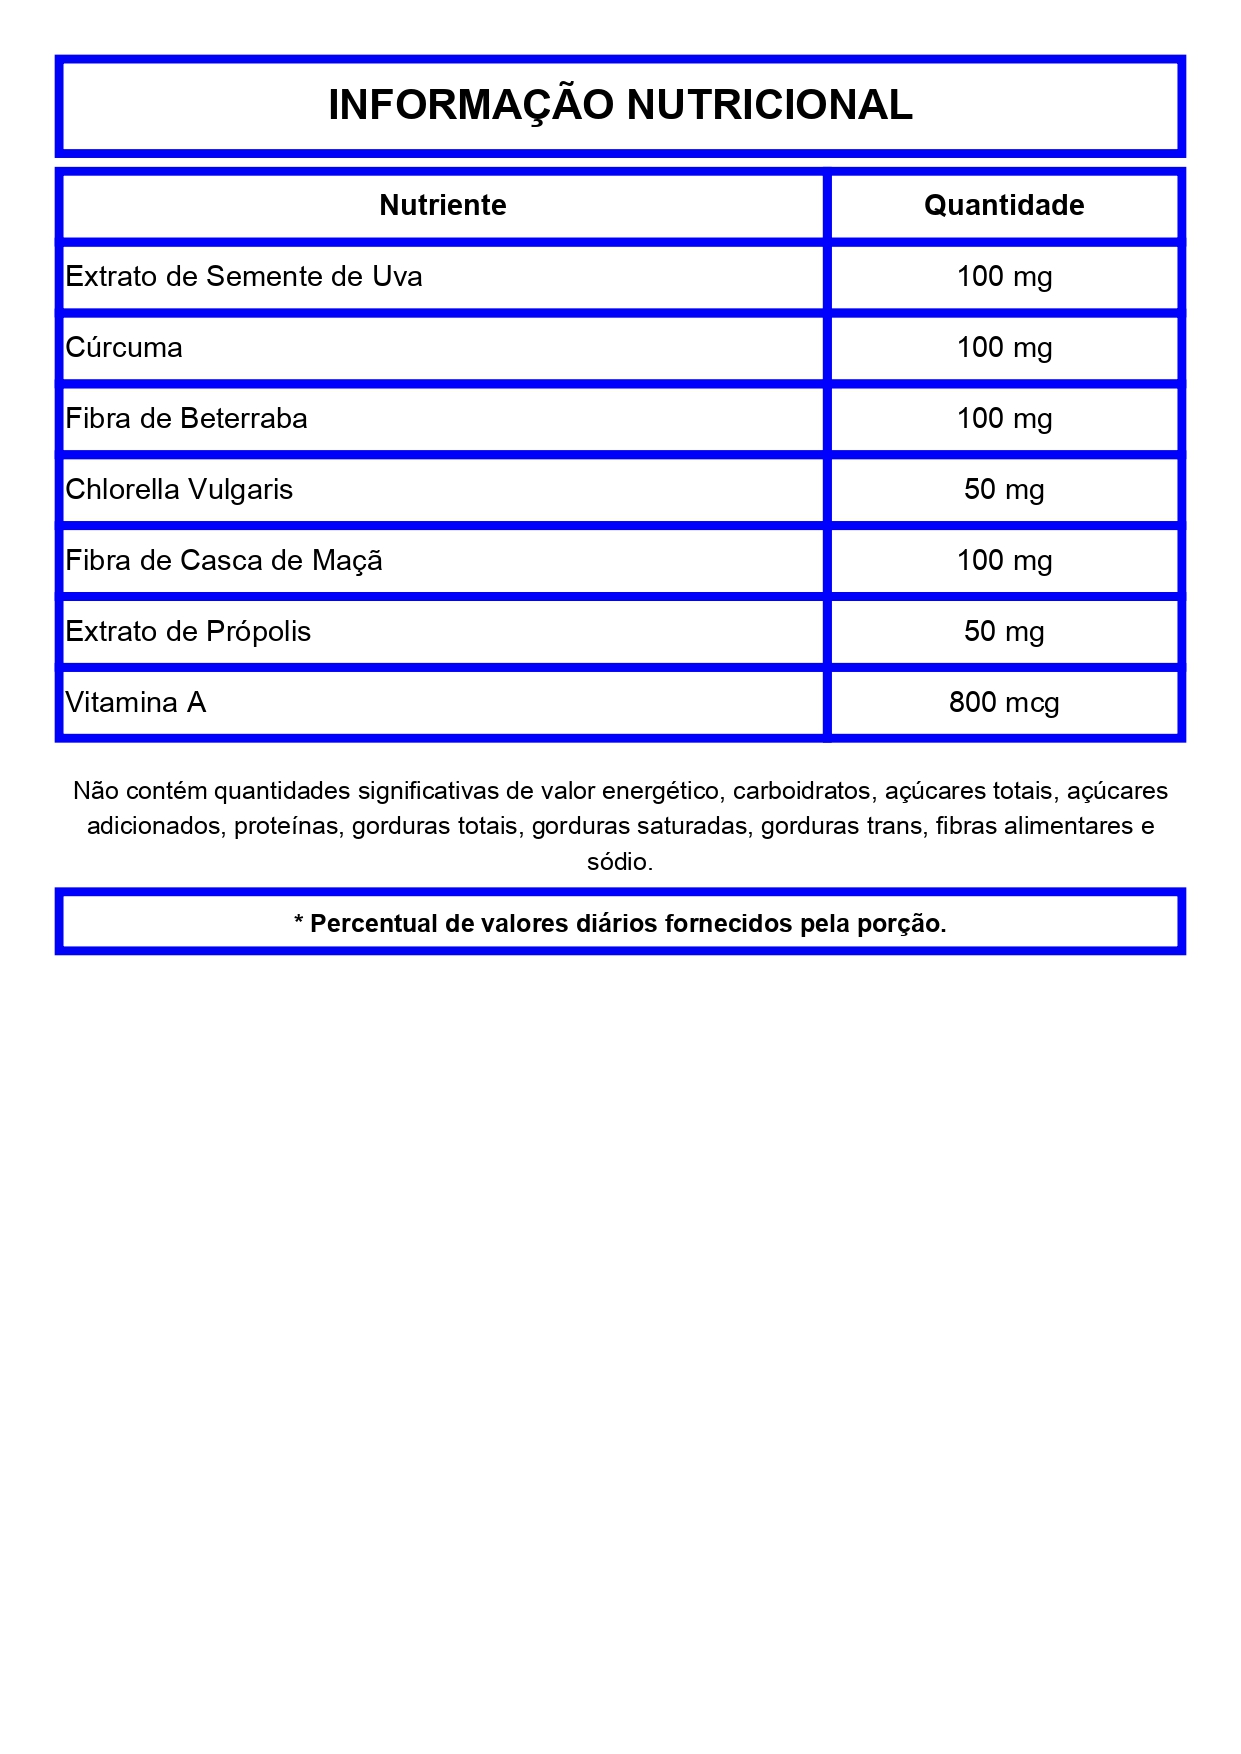 INFORMAÇÃO NUTRICIONAL
Nutriente Quantidade
Extrato de Semente de Uva 100 mg
Cúrcuma 100 mg
Fibra de Beterraba 100 mg
Chlorella Vulgaris 50 mg
Fibra de Casca de Maçã 100 mg
Extrato de Própolis 50 mg
Vitamina A 800 mcg
Não contém quantidades significativas de valor energético, carboidratos, açúcares totais, açúcares
adicionados, proteínas, gorduras totais, gorduras saturadas, gorduras trans, fibras alimentares e
sódio.
* Percentual de valores diários fornecidos pela porção.